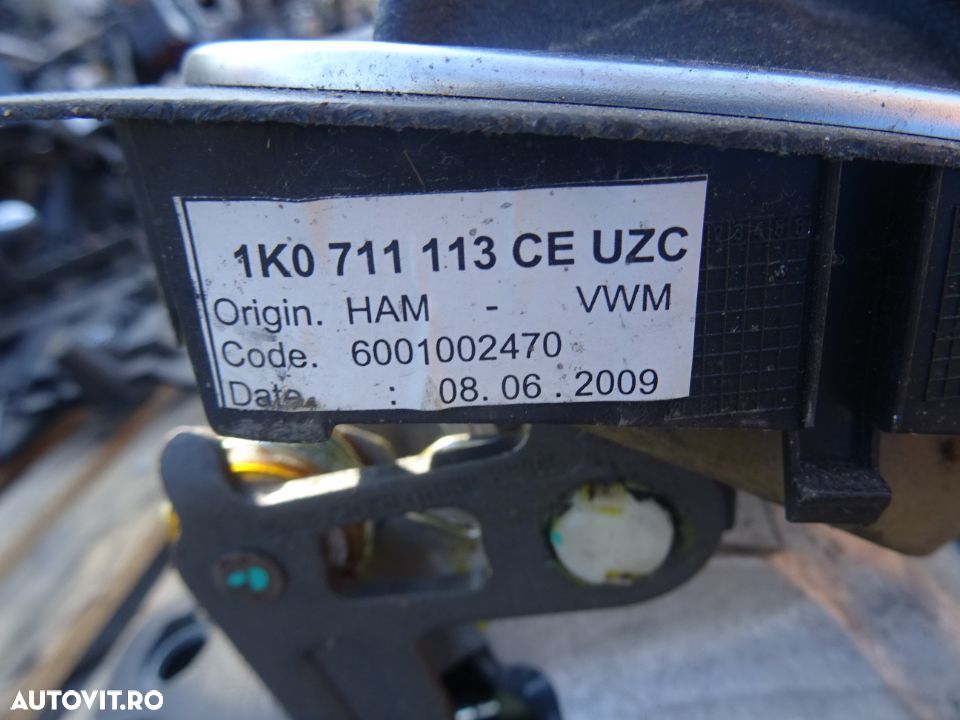 1K0 711 113 CE UZC
Origin. HAM - VWM
Code. 6001002470
Date : 08. 06 . 2009
AUTOVIT.RO